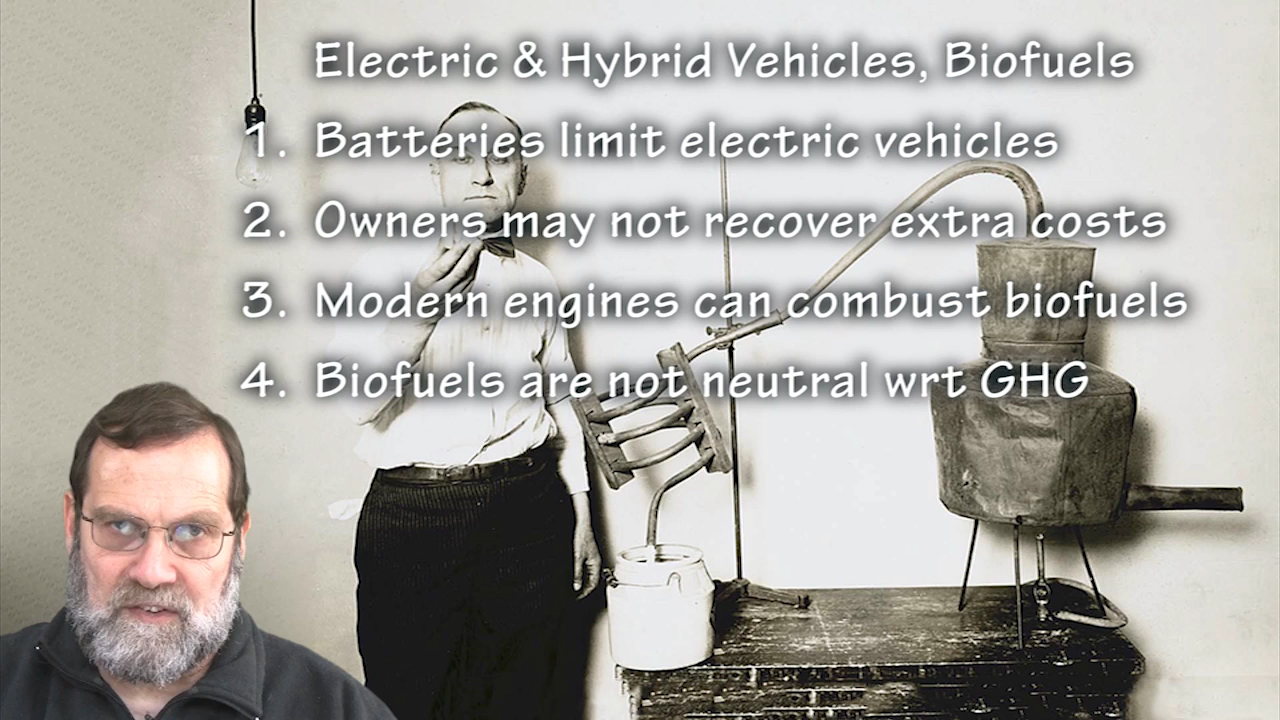 Electric & Hybrid Vehicles, Biofuels
1. Batteries limit electric vehicles
2. Owners may not recover extra costs
3. Modern engines can combust biofuels
4. Biofuels are not neutral wrt GHG